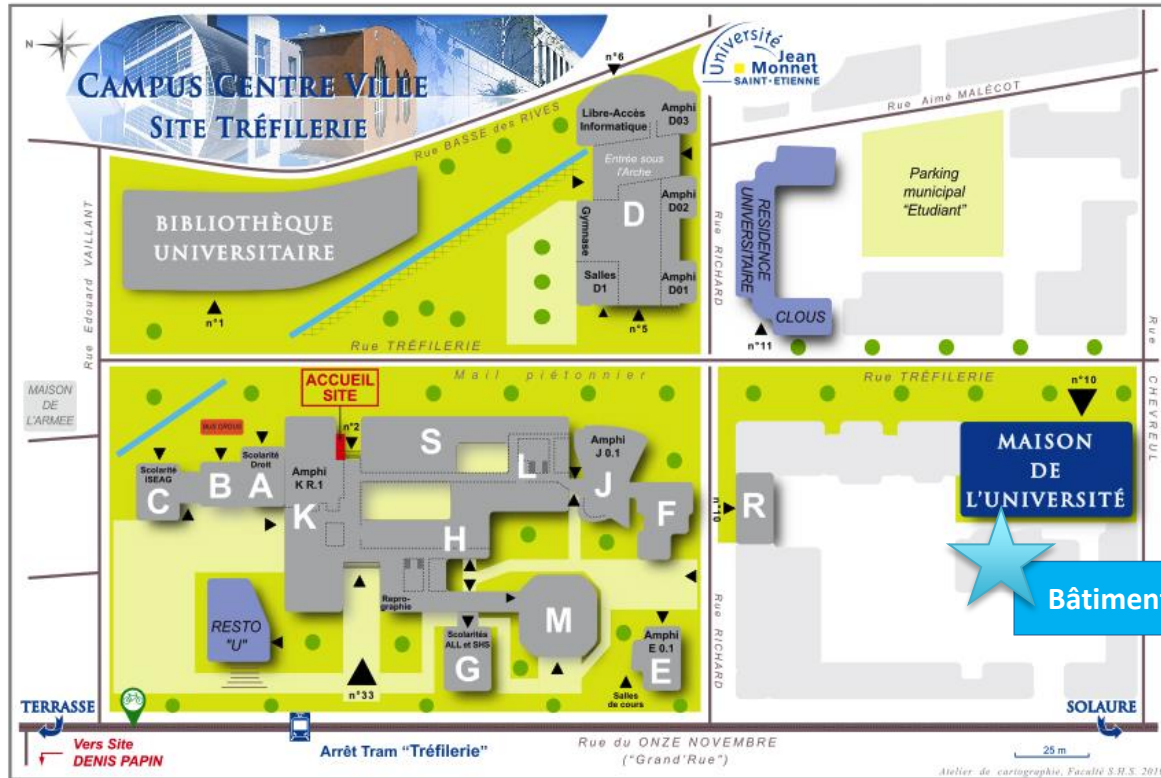 N
CAMPUS CENTRE VILLE
SITE TRÉFILERIE
Université
Jean
Monnet
SAINT-ETIENNE
n°6
Rue Aimé MALÉCOT
Rue BASSE des RIVES
Libre-Accès
Informatique
Amphi
D03
Entrée sous
l'Arche
Amphi
D02
D
Gymnase
Salles
D1
Amphi
D01
n°5
BIBLIOTHÈQUE
UNIVERSITAIRE
n°1
Rue Edouard VAILLANT
Rue RICHARD
RESIDENCE
UNIVERSITAIRE
CLOUS
n°11
Parking
municipal
"Etudiant"
Rue TRÉFILERIE
Rue
CHEVREUL
MAISON
DE
L'ARMEE
ACCUEIL
SITE
Mail piétonnier
Rue TRÉFILERIE
n°10
n°2
Scolarité
ISEAG
C
B
Scolarité
Droit
A
Amphi
K R.1
K
S
L
Amphi
J 0.1
J
F
H
n°10
R
MAISON
DE
L'UNIVERSITÉ
Bâtiment
RESTO
"U"
Repro-
graphie
M
Scolarités
ALL et SHS
G
Amphi
E 0.1
E
Salles
de cours
n°33
Rue RICHARD
TERRASSE
SOLAURE
Vers Site
DENIS PAPIN
Arrêt Tram "Tréfilerie"
Rue du ONZE NOVEMBRE
("Grand'Rue")
25 m
Atelier de cartographie, Faculté S.H.S.